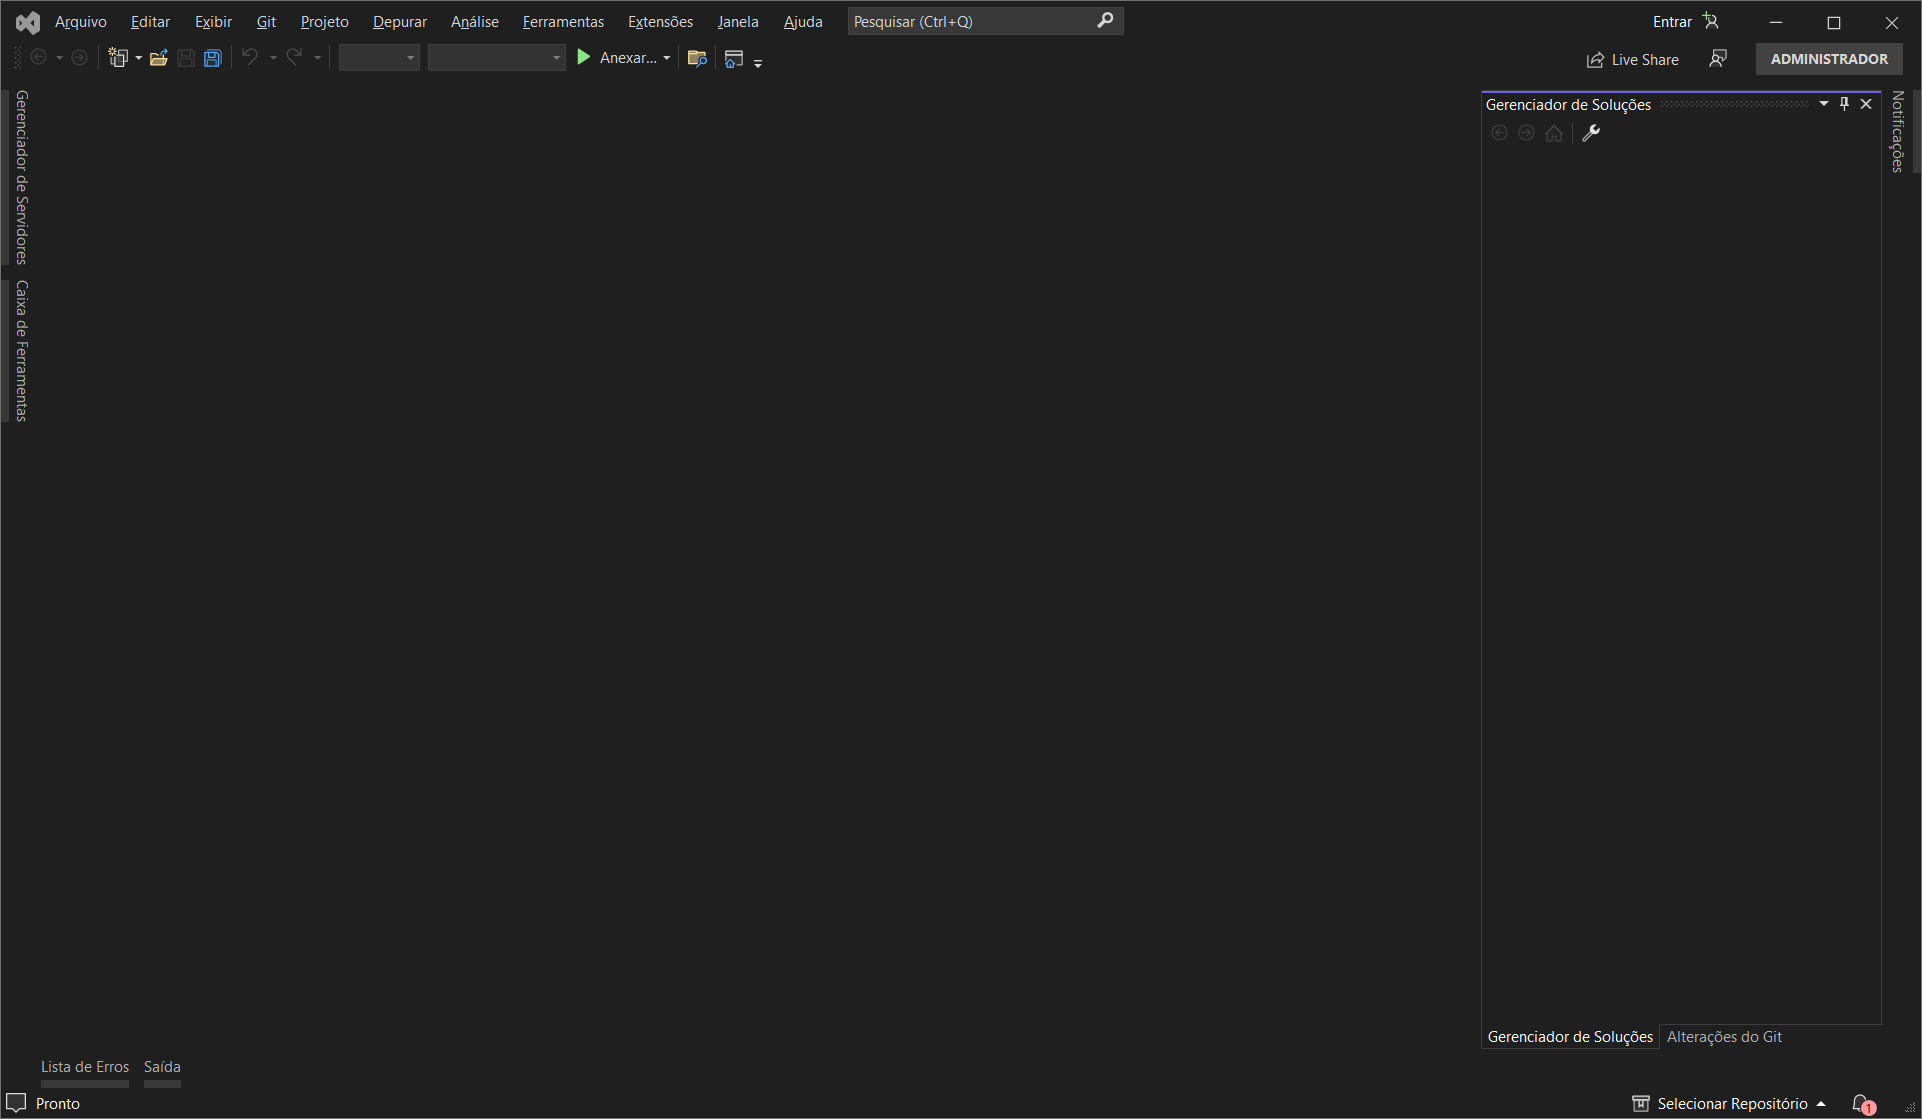 Arquivo Editar Exibir Git Projeto Depurar Análise Ferramentas Extensões Janela Ajuda Pesquisar (Ctrl+Q) Entrar
Anexar... Live Share ADMINISTRADOR
Gerenciador de Servidores
Caixa de Ferramentas
Gerenciador de Soluções
Notificações
Gerenciador de Soluções Alterações do Git
Lista de Erros Saída
Pronto Selecionar Repositório 1